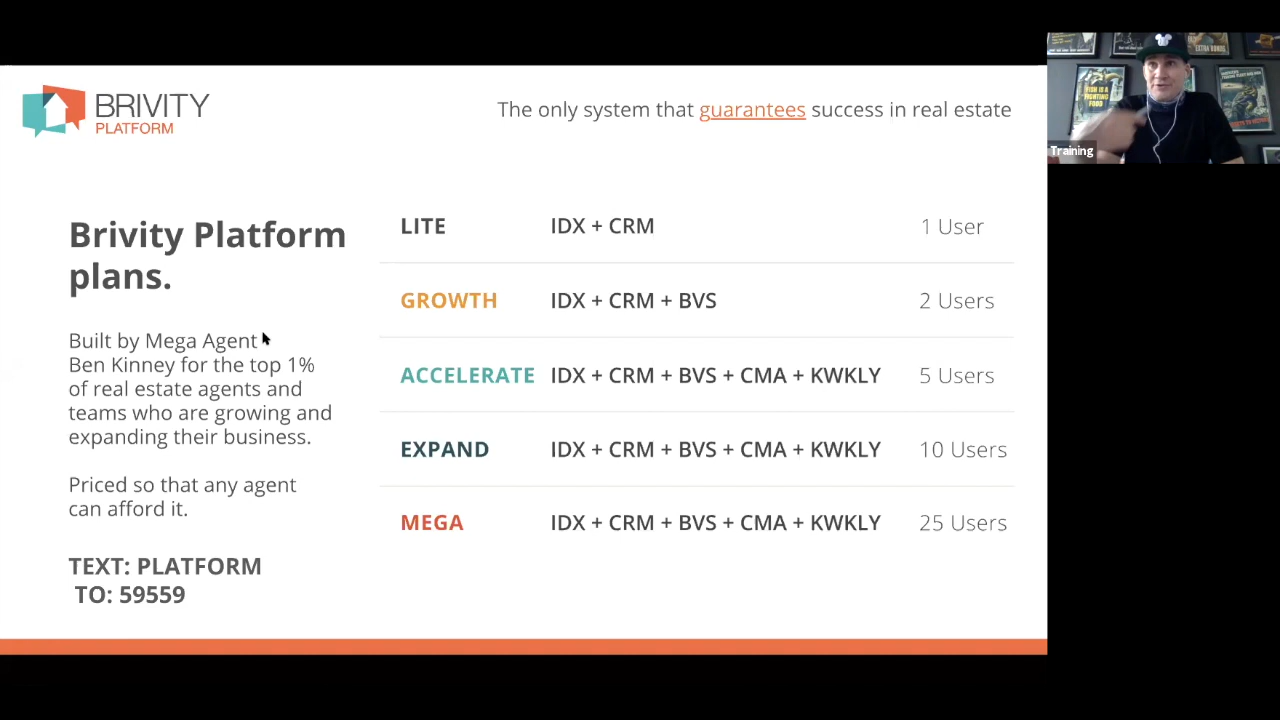 BRIVITY
PLATFORM
The only system that guarantees success in real estate
Brivity Platform
plans.
Built by Mega Agent
Ben Kinney for the top 1%
of real estate agents and
teams who are growing and
expanding their business.
Priced so that any agent
can afford it.
TEXT: PLATFORM
TO: 59559
LITE IDX + CRM 1 User
GROWTH IDX + CRM + BVS 2 Users
ACCELERATE IDX + CRM + BVS + CMA + KWKLY 5 Users
EXPAND IDX + CRM + BVS + CMA + KWKLY 10 Users
MEGA IDX + CRM + BVS + CMA + KWKLY 25 Users
FISH IS A
FIGHTING
FOOD
Training